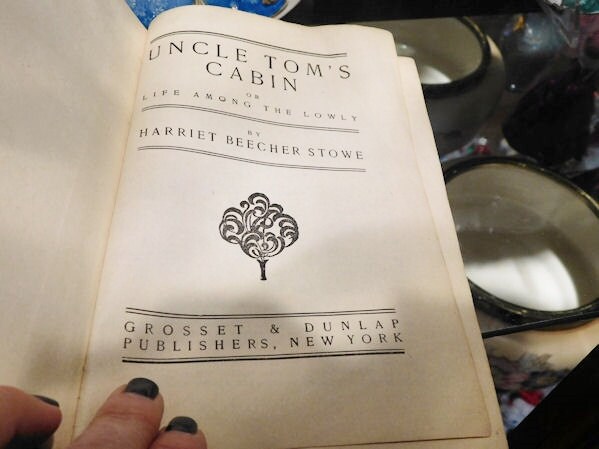 UNCLE TOM'S
CABIN
OR
LIFE AMONG THE LOWLY
BY
HARRIET BEECHER STOWE
GROSSET & DUNLAP
PUBLISHERS, NEW YORK